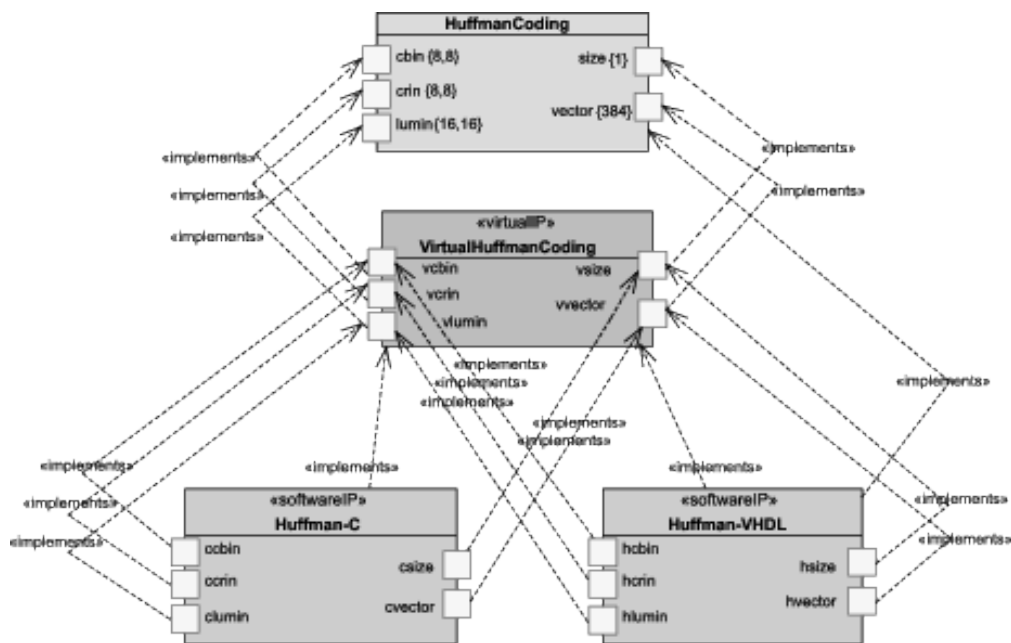 HuffmanCoding
cbin {8,8}
size {1}
crin {8,8}
vector {384}
lumin{16,16}
«implements»
«implements»
«implements»
«implements»
«implements»
«virtualIP»
VirtualHuffmanCoding
vcbin
vsize
vcrin
vvector
vlumin
«implements»
«implements»
«implements»
«implements»
«implements»
«implements»
«implements»
«implements»
«implements»
«implements»
«implements»
«implements»
«implements»
«softwareIP»
Huffman-C
«softwareIP»
Huffman-VHDL
ccbin
csize
ccrin
cvector
clumin
hcbin
hsize
hcrin
hvector
hlumin